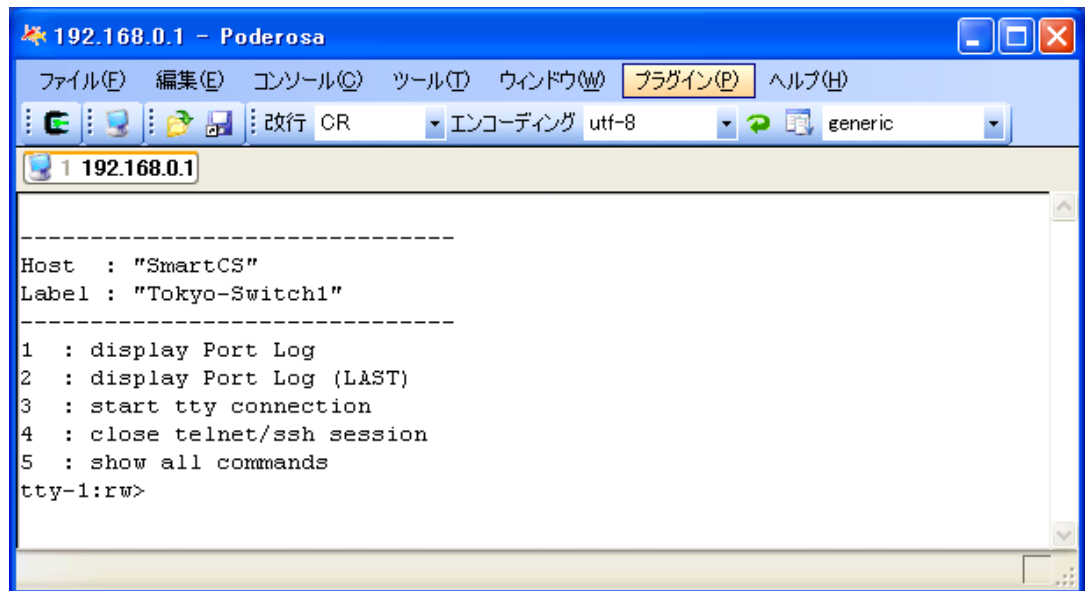 192.168.0.1 - Poderosa
ファイル(F) 編集(E) コンソール(C) ツール(T) ウィンドウ(W) プラグイン(P) ヘルプ(H)
改行 CR エンコーディング utf-8 generic
1 192.168.0.1
-------------------------------
Host  : "SmartCS"
Label : "Tokyo-Switch1"
-------------------------------
1  : display Port Log
2  : display Port Log (LAST)
3  : start tty connection
4  : close telnet/ssh session
5  : show all commands
tty-1:rw>